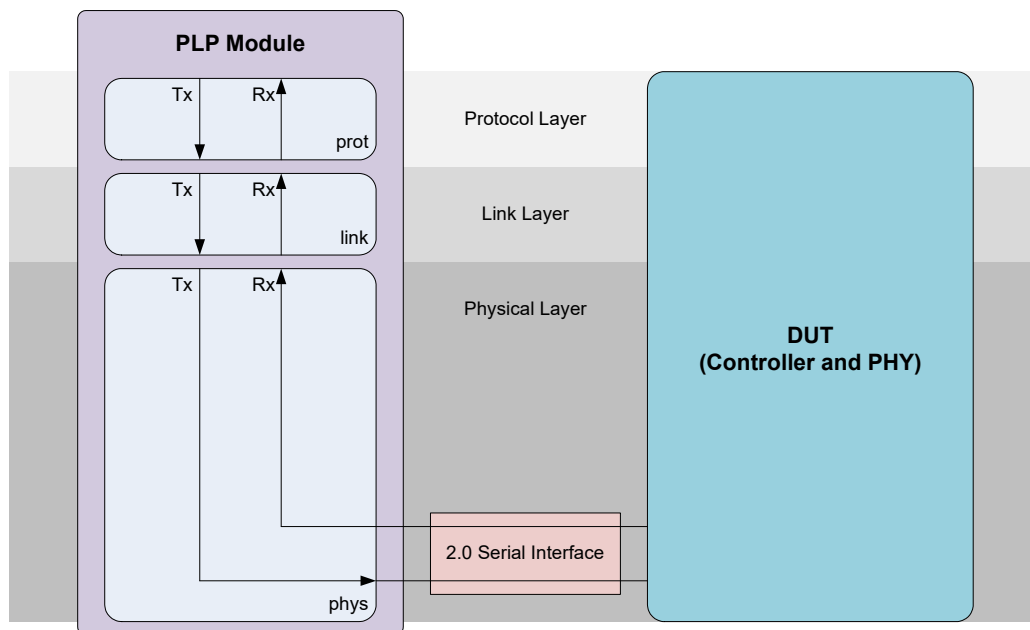 PLP Module
Tx
Rx
prot
Protocol Layer
Tx
Rx
link
Link Layer
Tx
Rx
Physical Layer
DUT
(Controller and PHY)
2.0 Serial Interface
phys